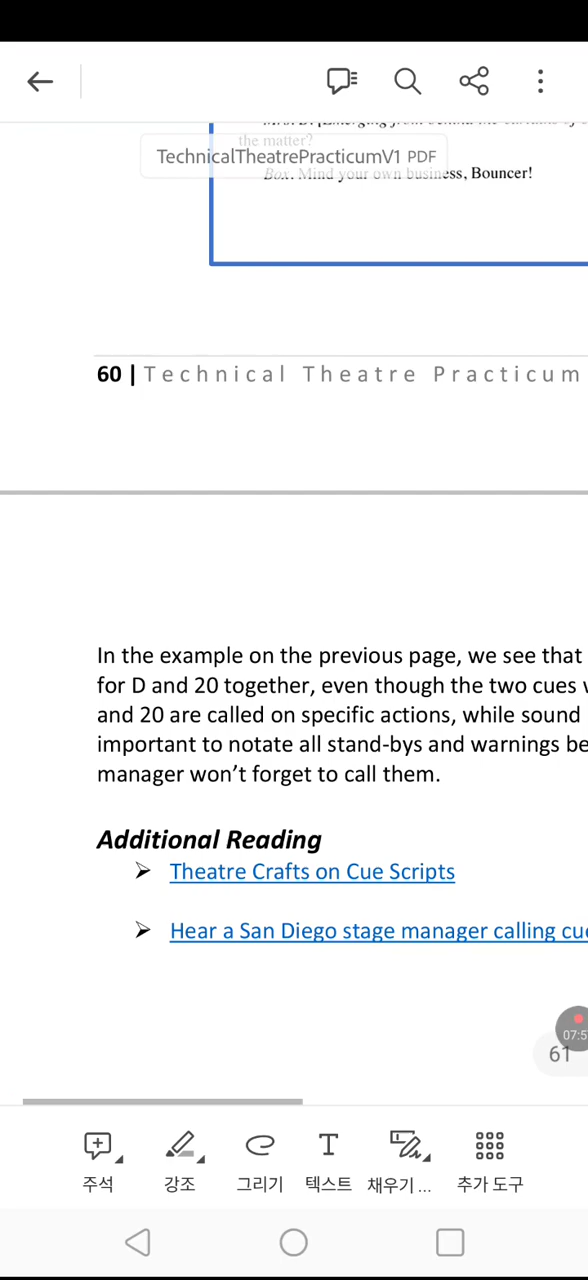 the matter?
TechnicalTheatrePracticumV1 PDF
Box. Mind your own business, Bouncer!
60 | Technical Theatre Practicum
In the example on the previous page, we see that
for D and 20 together, even though the two cues
and 20 are called on specific actions, while sound
important to notate all stand-bys and warnings be
manager won't forget to call them.
Additional Reading
Theatre Crafts on Cue Scripts
Hear a San Diego stage manager calling cue
07:5
61
주석 강조 그리기 텍스트 채우기 ... 추가 도구